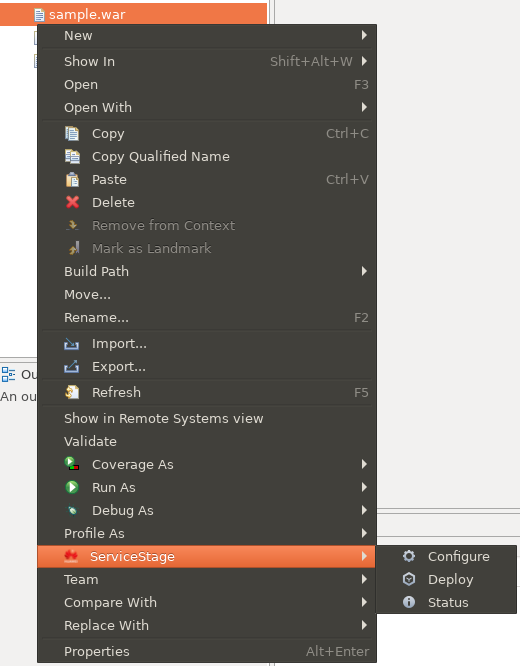 sample.war
New
Show In Shift+Alt+W
Open F3
Open With
Copy Ctrl+C
Copy Qualified Name
Paste Ctrl+V
Delete
Remove from Context
Mark as Landmark
Build Path
Move...
Rename... F2
Import...
Export...
Ou
Refresh F5
An ou
Show in Remote Systems view
Validate
Coverage As
Run As
Debug As
Profile As
ServiceStage Configure
Team Deploy
Compare With Status
Replace With
Properties Alt+Enter